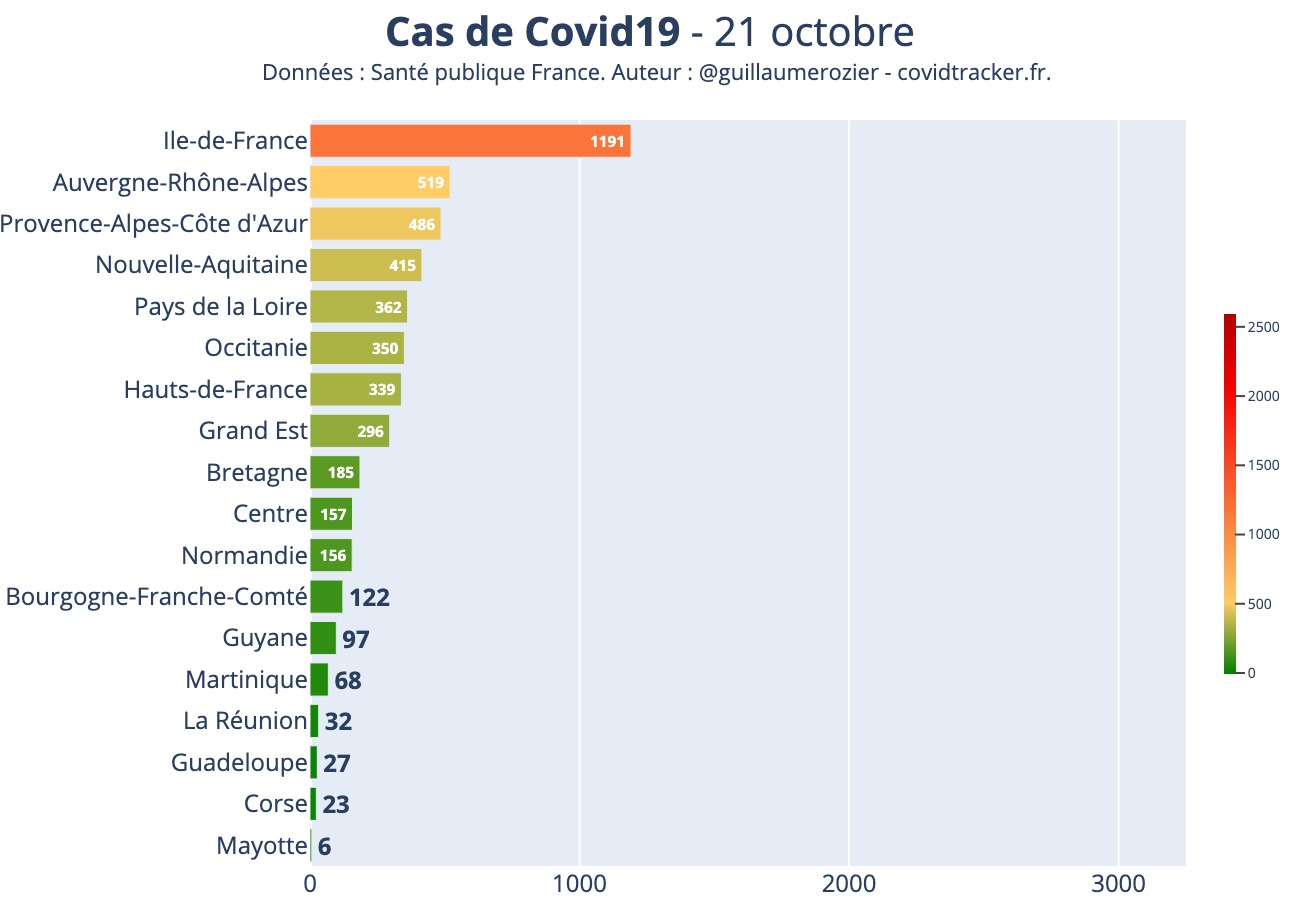 Cas de Covid19 - 21 octobre
Données : Santé publique France. Auteur : @guillaumerozier - covidtracker.fr.
Ile-de-France 1191
Auvergne-Rhône-Alpes 519
Provence-Alpes-Côte d'Azur 486
Nouvelle-Aquitaine 415
Pays de la Loire 362
Occitanie 350
Hauts-de-France 339
Grand Est 296
Bretagne 185
Centre 157
Normandie 156
Bourgogne-Franche-Comté 122
Guyane 97
Martinique 68
La Réunion 32
Guadeloupe 27
Corse 23
Mayotte 6
0 1000 2000 3000
2500
2000
1500
1000
500
0